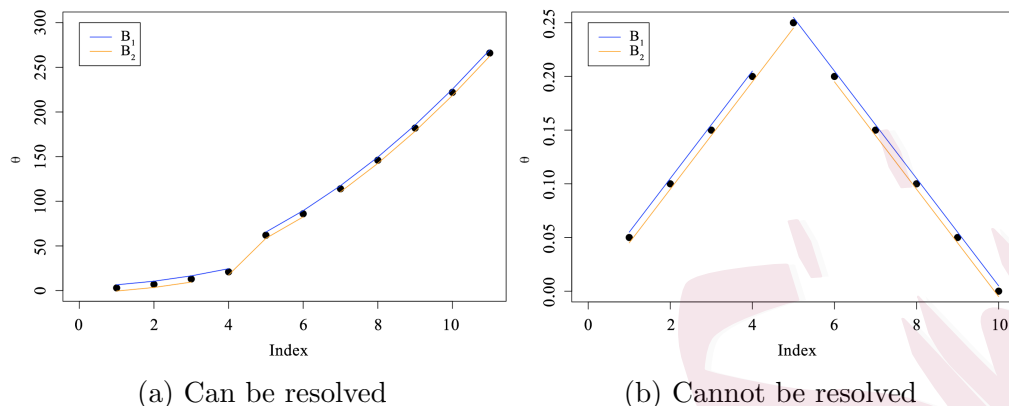 300
250
200
150
100
50
0
θ
B1
B2
0 2 4 6 8 10
Index
(a) Can be resolved
0.25
0.20
0.15
0.10
0.05
0.00
θ
B1
B2
0 2 4 6 8 10
Index
(b) Cannot be resolved